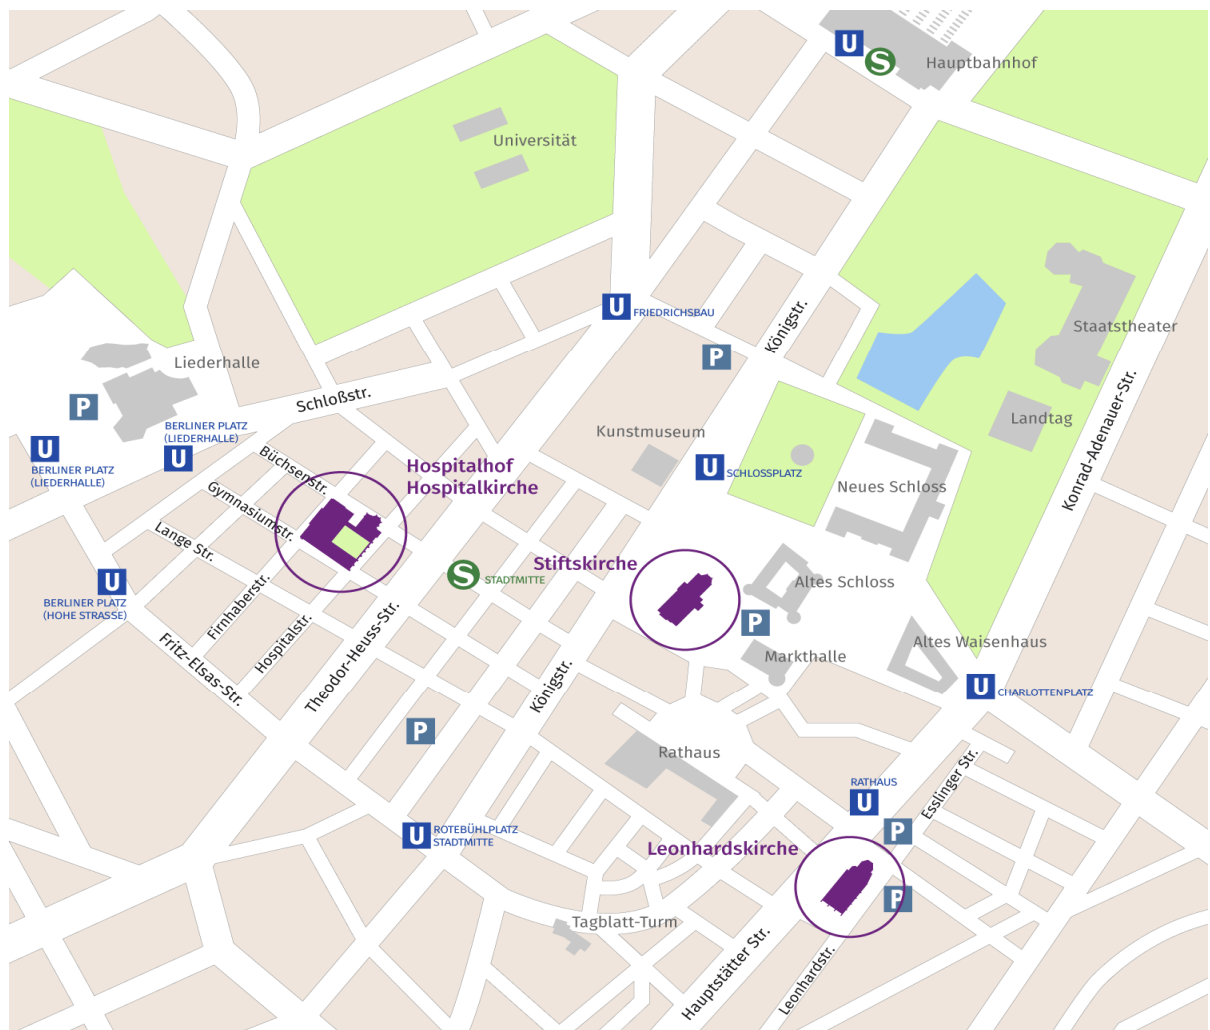 U
S
Hauptbahnhof
Universität
U
FRIEDRICHSBAU
Königstr.
Staatstheater
P
Liederhalle
Schloßstr.
P
Konrad-Adenauer-Str.
Landtag
BERLINER PLATZ
(LIEDERHALLE)
U
Kunstmuseum
U
BERLINER PLATZ
(LIEDERHALLE)
Büchsenstr.
Hospitalhof
Hospitalkirche
U
SCHLOSSPLATZ
Neues Schloss
Gymnasiumstr.
Lange Str.
Stiftskirche
S
STADTMITTE
U
BERLINER PLATZ
(HOHE STRASSE)
Altes Schloss
Firnhaberstr.
Hospitalstr.
P
Altes Waisenhaus
Markthalle
Fritz-Elsas-Str.
Theodor-Heuss-Str.
Königstr.
U
CHARLOTTENPLATZ
P
Rathaus
RATHAUS
U
Esslinger Str.
U
ROTEBÜHLPLATZ
STADTMITTE
P
Leonhardskirche
P
Tagblatt-Turm
Hauptstätter Str.
Leonhardstr.